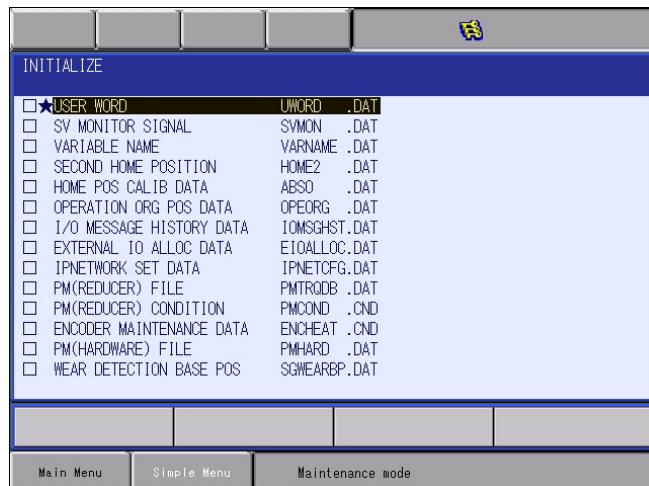 INITIALIZE
USER WORD UWORD .DAT
SV MONITOR SIGNAL SVMON .DAT
VARIABLE NAME VARNAME .DAT
SECOND HOME POSITION HOME2 .DAT
HOME POS CALIB DATA ABSO .DAT
OPERATION ORG POS DATA OPEORG .DAT
I/O MESSAGE HISTORY DATA IOMSGHST.DAT
EXTERNAL IO ALLOC DATA EIOALLOC.DAT
IPNETWORK SET DATA IPNETCFG.DAT
PM(REDUCER) FILE PMTRQDB .DAT
PM(REDUCER) CONDITION PMCOND .CND
ENCODER MAINTENANCE DATA ENCHEAT .CND
PM(HARDWARE) FILE PMHARD .DAT
WEAR DETECTION BASE POS SGWEARBP.DAT
Main Menu Simple Menu Maintenance mode